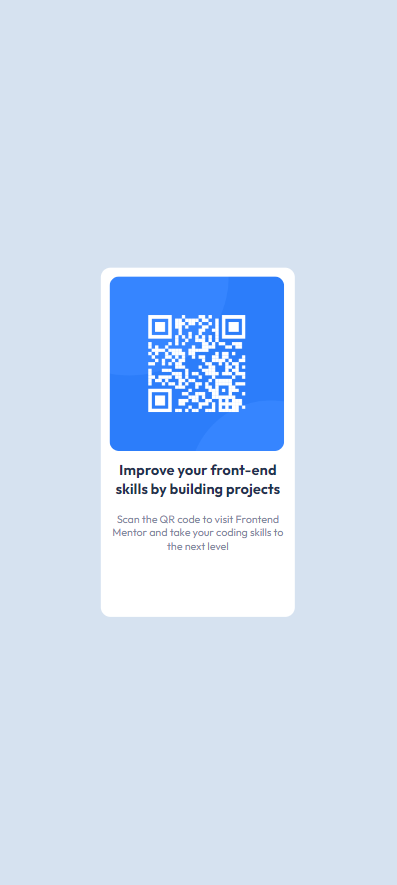 Improve your front-end
skills by building projects
Scan the QR code to visit Frontend
Mentor and take your coding skills to
the next level